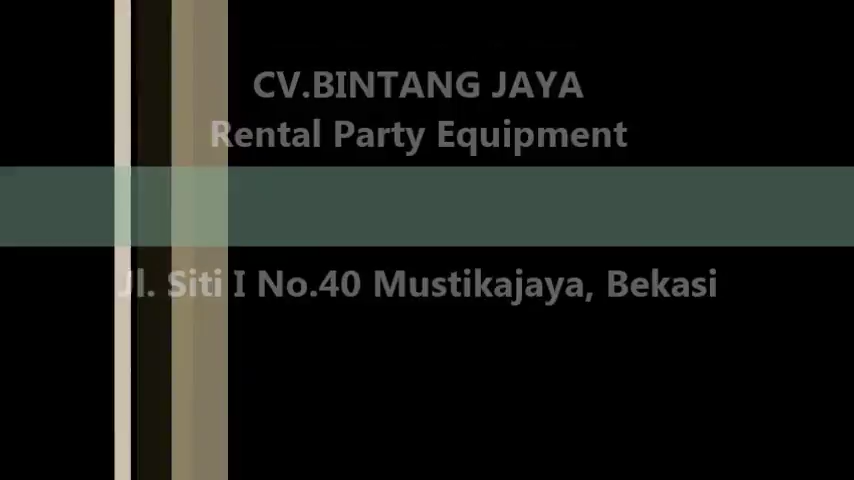 CV.BINTANG JAYA
Rental Party Equipment
Jl. Siti I No.40 Mustikajaya, Bekasi